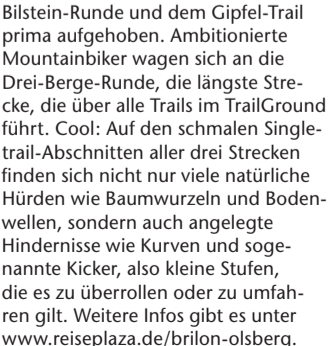 Bilstein-Runde und dem Gipfel-Trail
prima aufgehoben. Ambitionierte
Mountainbiker wagen sich an die
Drei-Berge-Runde, die längste Stre-
cke, die über alle Trails im TrailGround
führt. Cool: Auf den schmalen Single-
trail-Abschnitten aller drei Strecken
finden sich nicht nur viele natürliche
Hürden wie Baumwurzeln und Boden-
wellen, sondern auch angelegte
Hindernisse wie Kurven und soge-
nannte Kicker, also kleine Stufen,
die es zu überrollen oder zu umfah-
ren gilt. Weitere Infos gibt es unter
www.reiseplaza.de/brilon-olsberg.